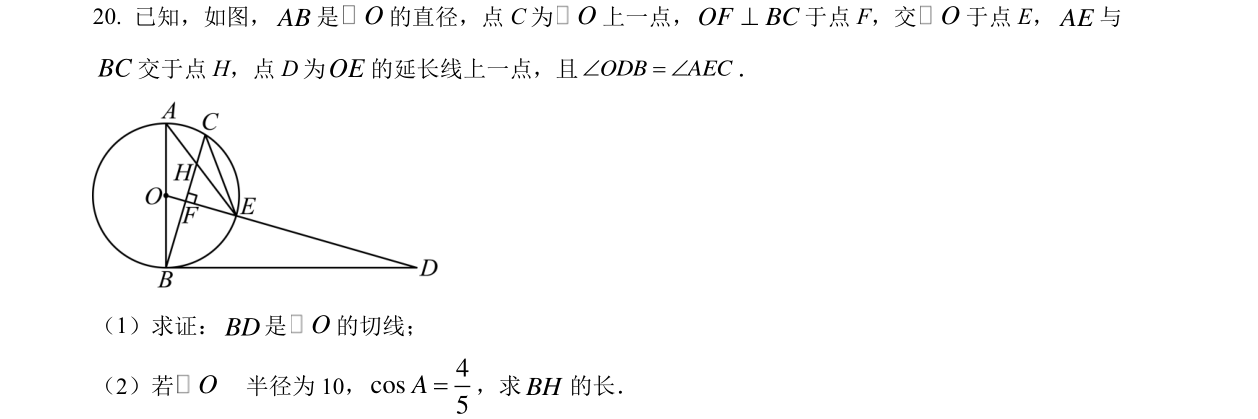 20. 已知，如图， AB 是□ O 的直径，点 C 为□ O 上一点， OF ⊥ BC 于点 F，交□ O 于点 E， AE 与
BC 交于点 H，点 D 为 OE 的延长线上一点，且 ∠ODB = ∠AEC．
A
C
H
O
F
E
B
D
（1）求证： BD 是□ O 的切线；
（2）若□ O 半径为 10，cos A = 4/5，求 BH 的长．